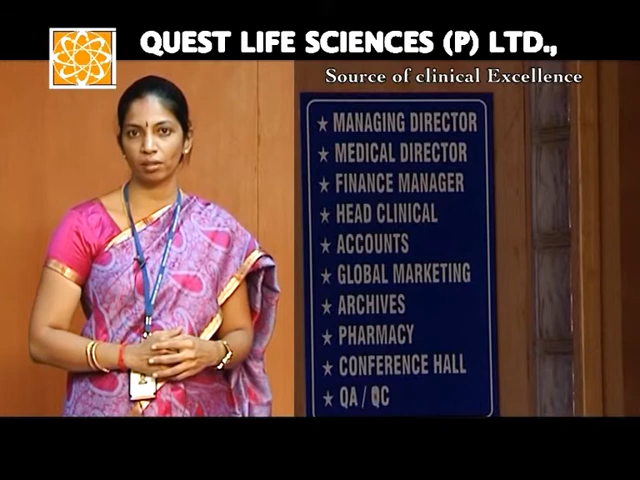 QUEST LIFE SCIENCES (P) LTD.,
Source of clinical Excellence
★ MANAGING DIRECTOR
★ MEDICAL DIRECTOR
★ FINANCE MANAGER
★ HEAD CLINICAL
★ ACCOUNTS
★ GLOBAL MARKETING
★ ARCHIVES
★ PHARMACY
★ CONFERENCE HALL
★ QA / QC